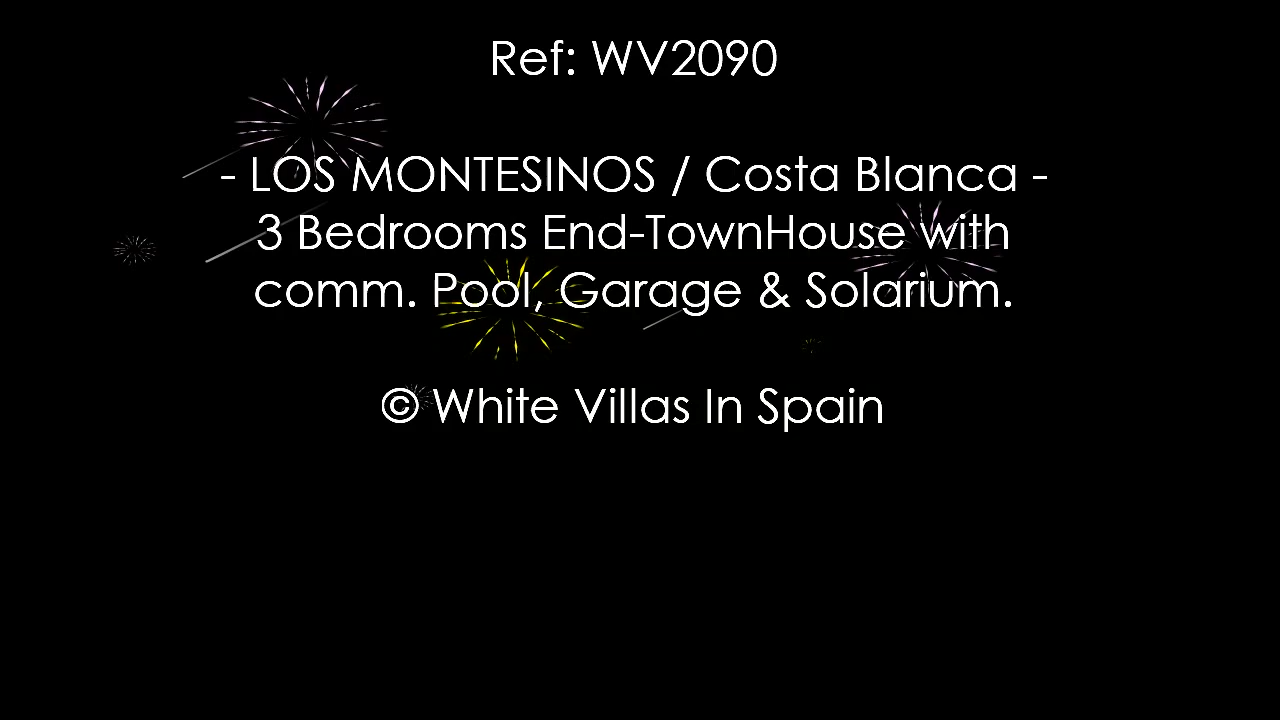 Ref: WV2090
- LOS MONTESINOS / Costa Blanca -
3 Bedrooms End-TownHouse with
comm. Pool, Garage & Solarium.
© White Villas In Spain